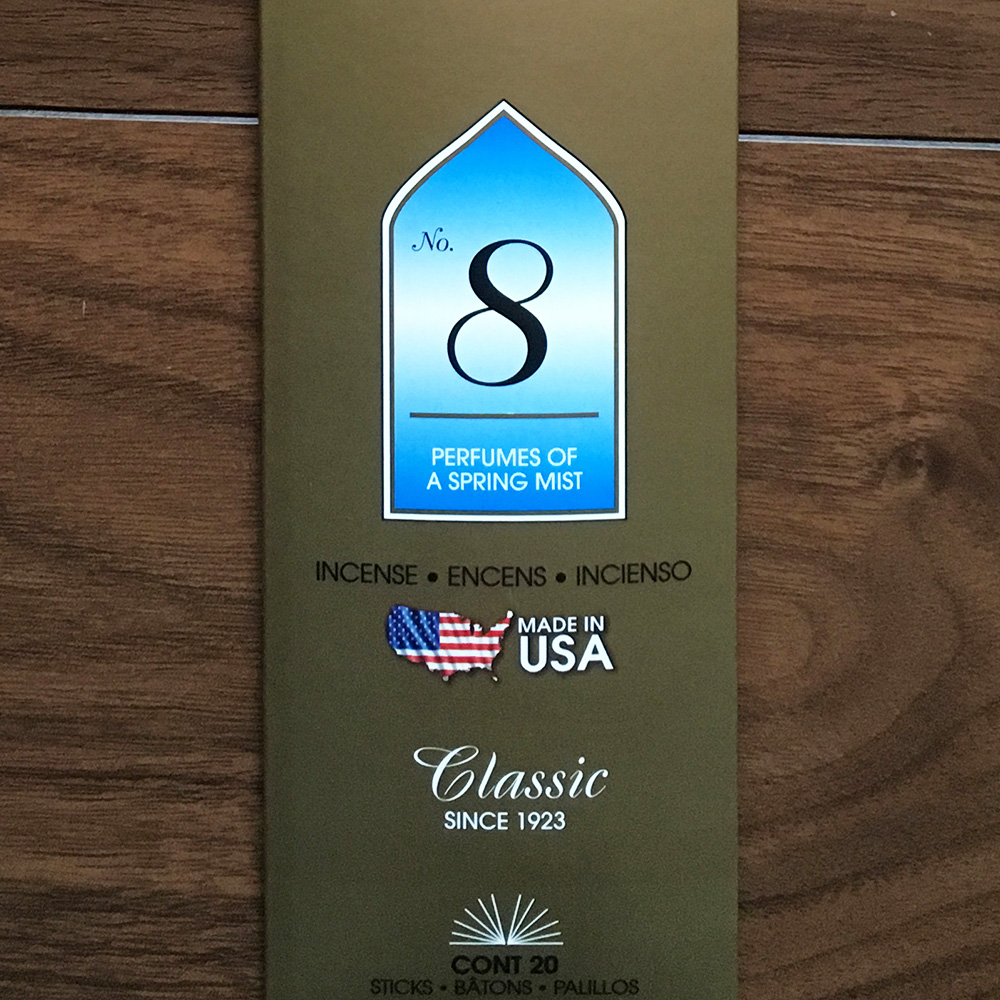 No. 8
PERFUMES OF
A SPRING MIST
INCENSE • ENCENS • INCIENSO
MADE IN
USA
Classic
SINCE 1923
CONT 20
STICKS • BÂTONS • PALILLOS